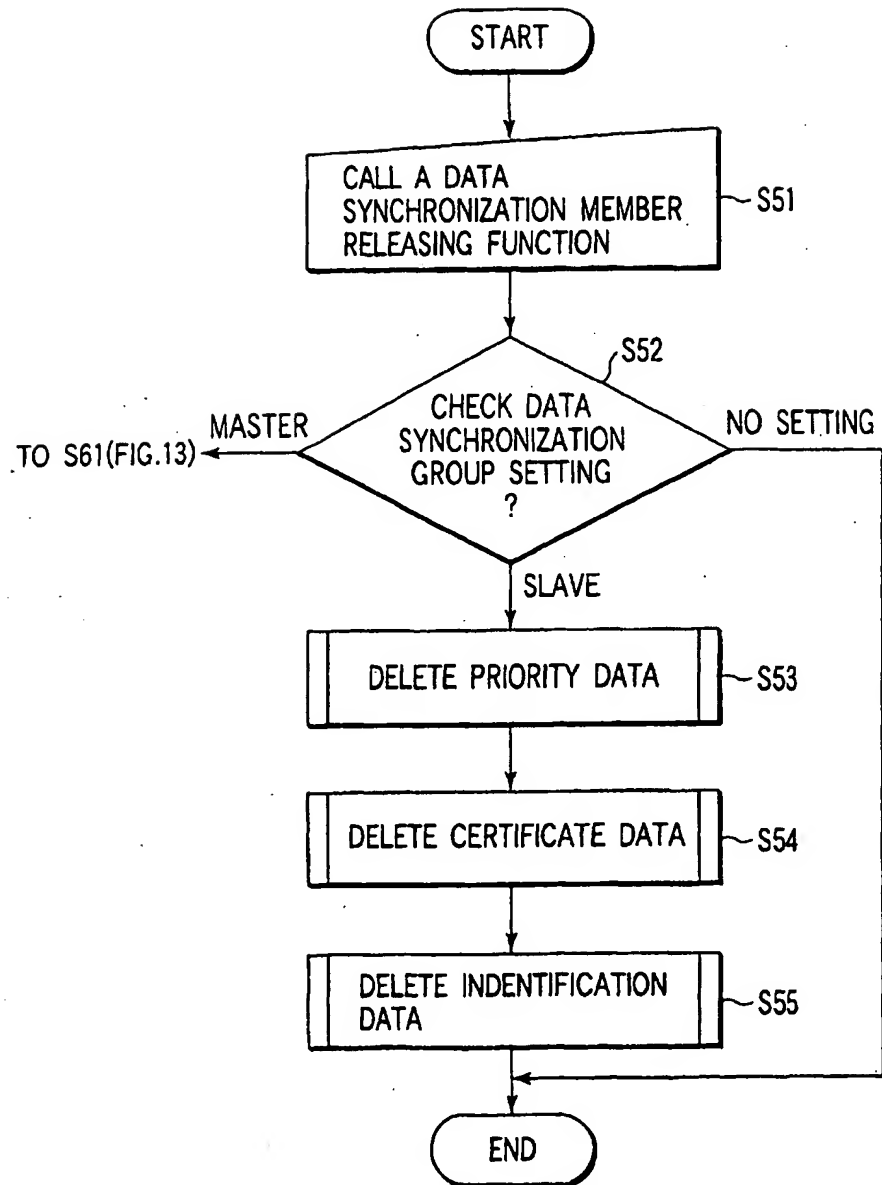 START
CALL A DATA
SYNCHRONIZATION MEMBER
RELEASING FUNCTION
S51
S52
CHECK DATA
SYNCHRONIZATION
GROUP SETTING
?
MASTER
TO S61(FIG.13)
NO SETTING
SLAVE
DELETE PRIORITY DATA
S53
DELETE CERTIFICATE DATA
S54
DELETE INDENTIFICATION
DATA
S55
END